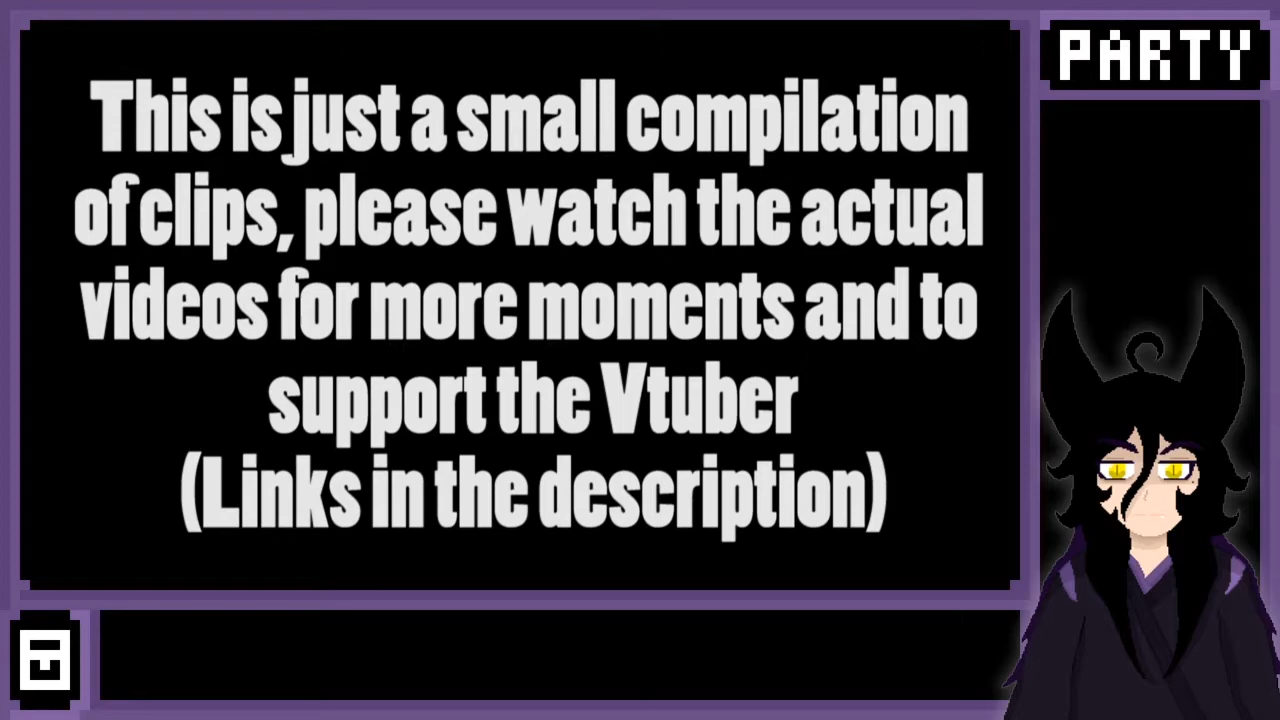 This is just a small compilation
of clips, please watch the actual
videos for more moments and to
support the Vtuber
(Links in the description)
PARTY